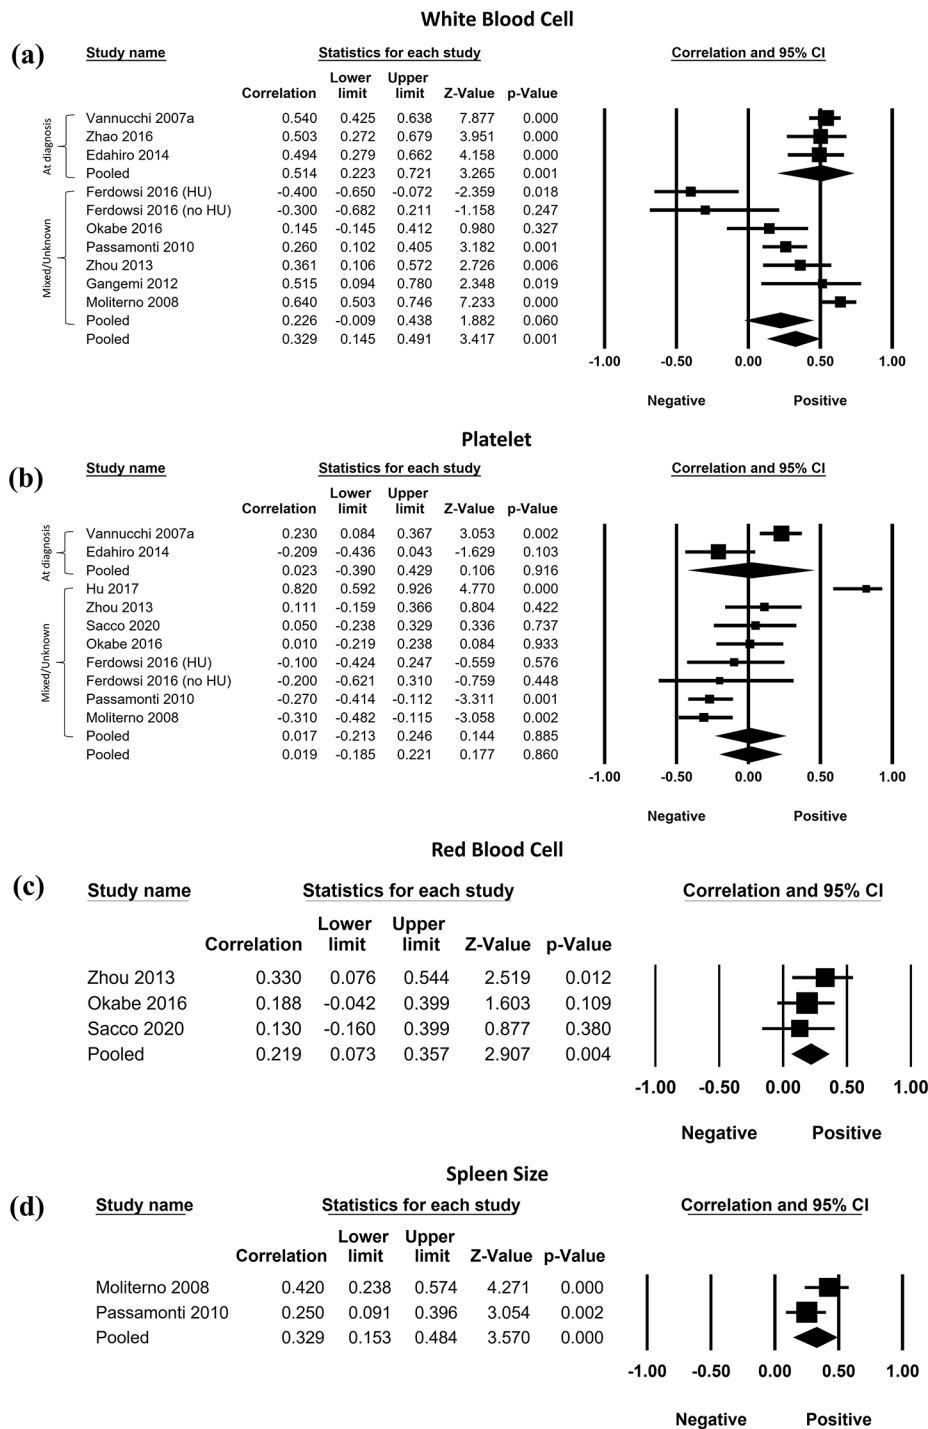 White Blood Cell
(a)
Study name Statistics for each study Correlation and 95% CI
Lower Upper
Correlation limit limit Z-Value p-Value
At diagnosis
Vannucchi 2007a 0.540 0.425 0.638 7.877 0.000
Zhao 2016 0.503 0.272 0.679 3.951 0.000
Edahiro 2014 0.494 0.279 0.662 4.158 0.000
Pooled 0.514 0.223 0.721 3.265 0.001
Mixed/Unknown
Ferdowsi 2016 (HU) -0.400 -0.650 -0.072 -2.359 0.018
Ferdowsi 2016 (no HU) -0.300 -0.682 0.211 -1.158 0.247
Okabe 2016 0.145 -0.145 0.412 0.980 0.327
Passamonti 2010 0.260 0.102 0.405 3.182 0.001
Zhou 2013 0.361 0.106 0.572 2.726 0.006
Gangemi 2012 0.515 0.094 0.780 2.348 0.019
Moliterno 2008 0.640 0.503 0.746 7.233 0.000
Pooled 0.226 -0.009 0.438 1.882 0.060
Pooled 0.329 0.145 0.491 3.417 0.001
-1.00 -0.50 0.00 0.50 1.00
Negative Positive
Platelet
(b)
Study name Statistics for each study Correlation and 95% CI
Lower Upper
Correlation limit limit Z-Value p-Value
At diagnosis
Vannucchi 2007a 0.230 0.084 0.367 3.053 0.002
Edahiro 2014 -0.209 -0.436 0.043 -1.629 0.103
Pooled 0.023 -0.390 0.429 0.106 0.916
Mixed/Unknown
Hu 2017 0.820 0.592 0.926 4.770 0.000
Zhou 2013 0.111 -0.159 0.366 0.804 0.422
Sacco 2020 0.050 -0.238 0.329 0.336 0.737
Okabe 2016 0.010 -0.219 0.238 0.084 0.933
Ferdowsi 2016 (HU) -0.100 -0.424 0.247 -0.559 0.576
Ferdowsi 2016 (no HU) -0.200 -0.621 0.310 -0.759 0.448
Passamonti 2010 -0.270 -0.414 -0.112 -3.311 0.001
Moliterno 2008 -0.310 -0.482 -0.115 -3.058 0.002
Pooled 0.017 -0.213 0.246 0.144 0.885
Pooled 0.019 -0.185 0.221 0.177 0.860
-1.00 -0.50 0.00 0.50 1.00
Negative Positive
Red Blood Cell
(c)
Study name Statistics for each study Correlation and 95% CI
Lower Upper
Correlation limit limit Z-Value p-Value
Zhou 2013 0.330 0.076 0.544 2.519 0.012
Okabe 2016 0.188 -0.042 0.399 1.603 0.109
Sacco 2020 0.130 -0.160 0.399 0.877 0.380
Pooled 0.219 0.073 0.357 2.907 0.004
-1.00 -0.50 0.00 0.50 1.00
Negative Positive
Spleen Size
(d)
Study name Statistics for each study Correlation and 95% CI
Lower Upper
Correlation limit limit Z-Value p-Value
Moliterno 2008 0.420 0.238 0.574 4.271 0.000
Passamonti 2010 0.250 0.091 0.396 3.054 0.002
Pooled 0.329 0.153 0.484 3.570 0.000
-1.00 -0.50 0.00 0.50 1.00
Negative Positive